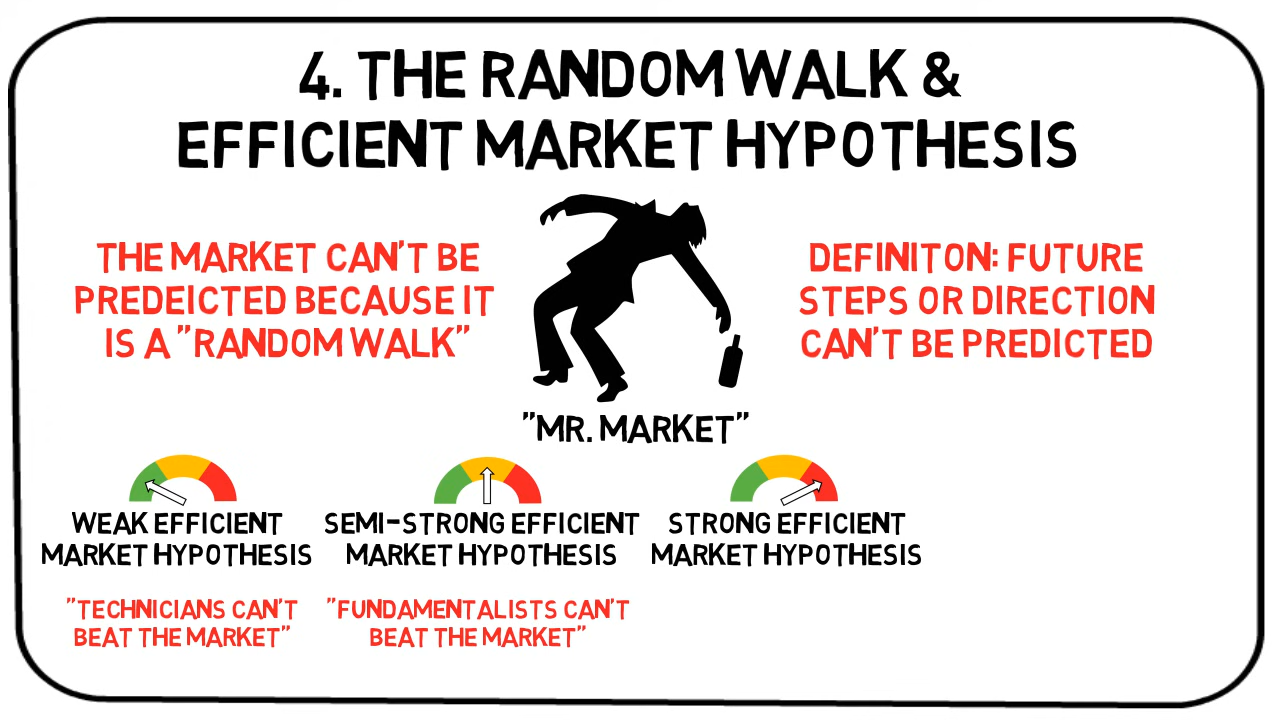 4. THE RANDOM WALK &
EFFICIENT MARKET HYPOTHESIS
THE MARKET CAN'T BE
PREDEICTED BECAUSE IT
IS A "RANDOM WALK"
DEFINITON: FUTURE
STEPS OR DIRECTION
CAN'T BE PREDICTED
"MR. MARKET"
WEAK EFFICIENT
MARKET HYPOTHESIS
"TECHNICIANS CAN'T
BEAT THE MARKET"
SEMI-STRONG EFFICIENT
MARKET HYPOTHESIS
"FUNDAMENTALISTS CAN'T
BEAT THE MARKET"
STRONG EFFICIENT
MARKET HYPOTHESIS